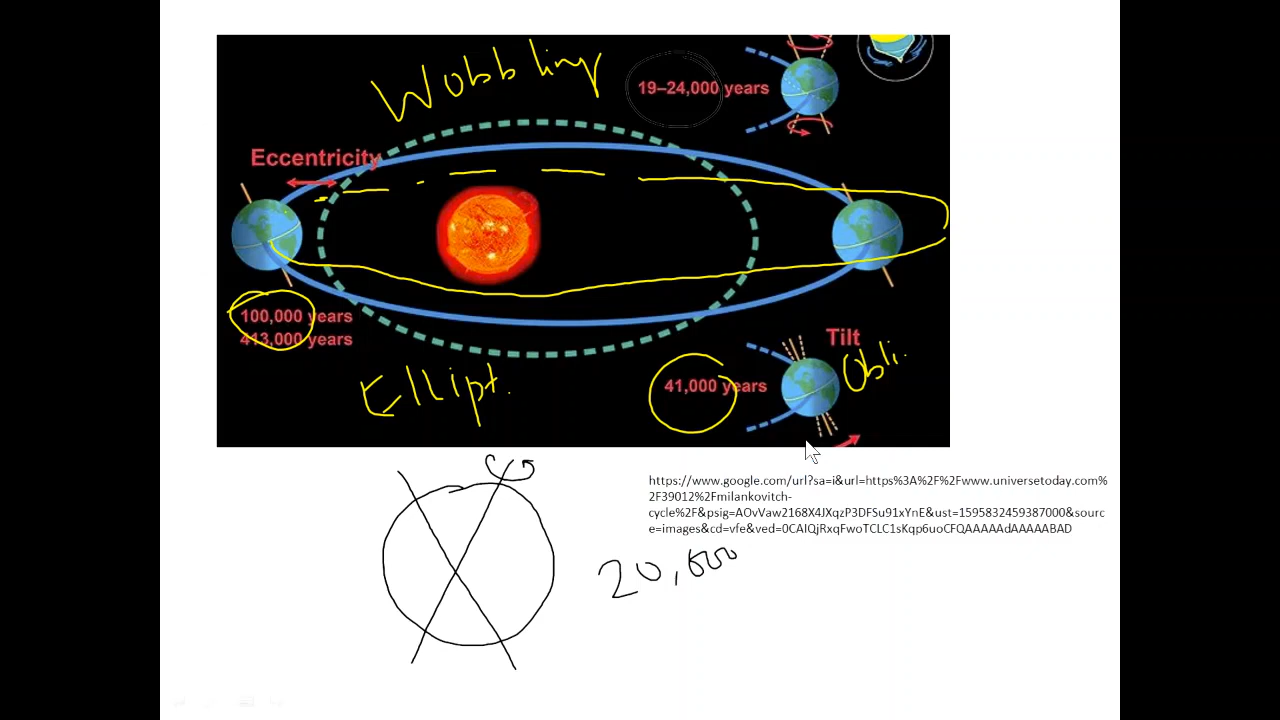 Wobbling
19–24,000 years
Eccentricity
100,000 years
413,000 years
Tilt
Obli.
41,000 years
Ellipt.
https://www.google.com/url?sa=i&url=https%3A%2F%2Fwww.universetoday.com%
2F39012%2Fmilankovitch-
cycle%2F&psig=AOvVaw2168X4JXqzP3DFSu91xYnE&ust=1595832459387000&sourc
e=images&cd=vfe&ved=0CAIQjRxqFwoTCLC1sKqp6uoCFQAAAAAdAAAAABAD
20,000